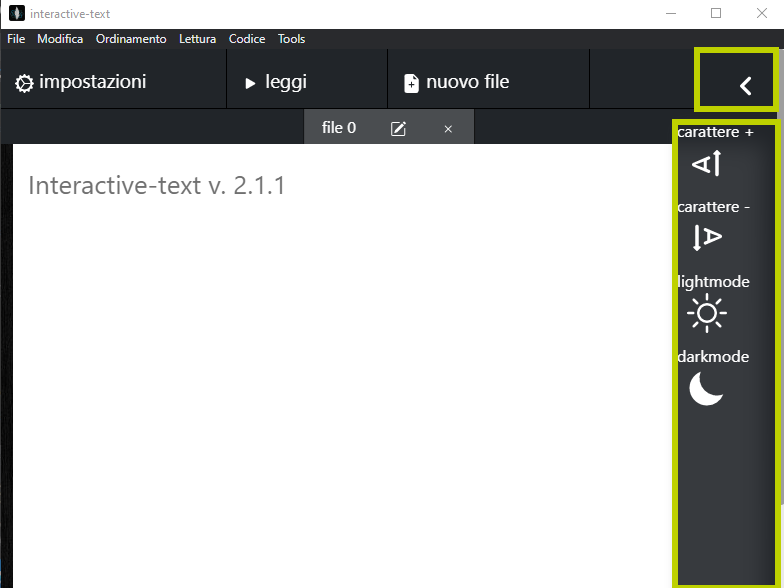 interactive-text
File Modifica Ordinamento Lettura Codice Tools
impostazioni leggi nuovo file
file 0
carattere +
Interactive-text v. 2.1.1
carattere -
lightmode
darkmode